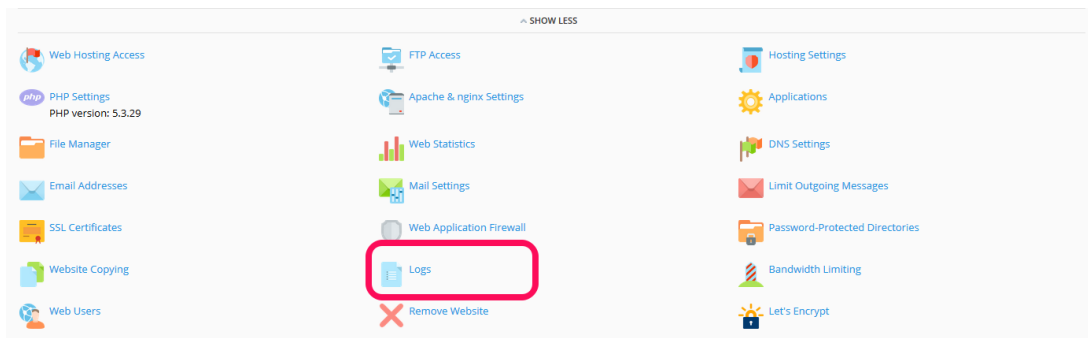 SHOW LESS
Web Hosting Access
FTP Access
Hosting Settings
php PHP Settings
PHP version: 5.3.29
Apache & nginx Settings
Applications
File Manager
Web Statistics
DNS Settings
Email Addresses
Mail Settings
Limit Outgoing Messages
SSL Certificates
Web Application Firewall
Password-Protected Directories
Website Copying
Logs
Bandwidth Limiting
Web Users
Remove Website
Let's Encrypt